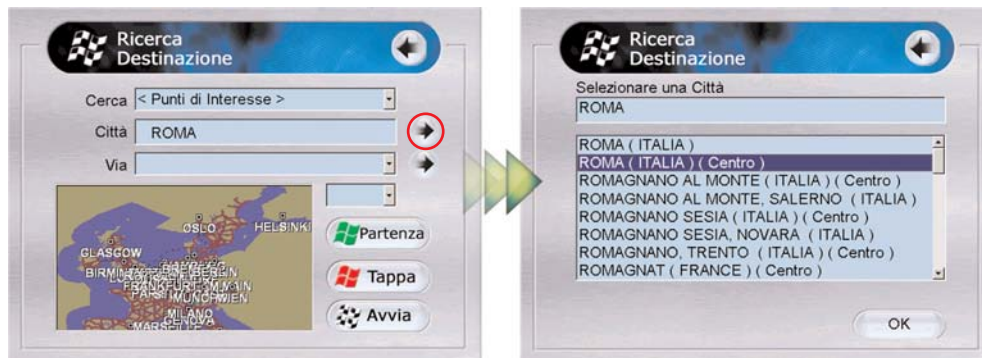 Ricerca
Destinazione
Cerca < Punti di Interesse >
Città ROMA
Via
OSLO
HELSINKI
GLASGOW
MILANO
GENOVA
Partenza
Tappa
Avvia
Ricerca
Destinazione
Selezionare una Città
ROMA
ROMA ( ITALIA )
ROMA ( ITALIA ) ( Centro )
ROMAGNANO AL MONTE ( ITALIA ) ( Centro )
ROMAGNANO AL MONTE, SALERNO ( ITALIA )
ROMAGNANO SESIA ( ITALIA ) ( Centro )
ROMAGNANO SESIA, NOVARA ( ITALIA )
ROMAGNANO, TRENTO ( ITALIA ) ( Centro )
ROMAGNAT ( FRANCE ) ( Centro )
OK